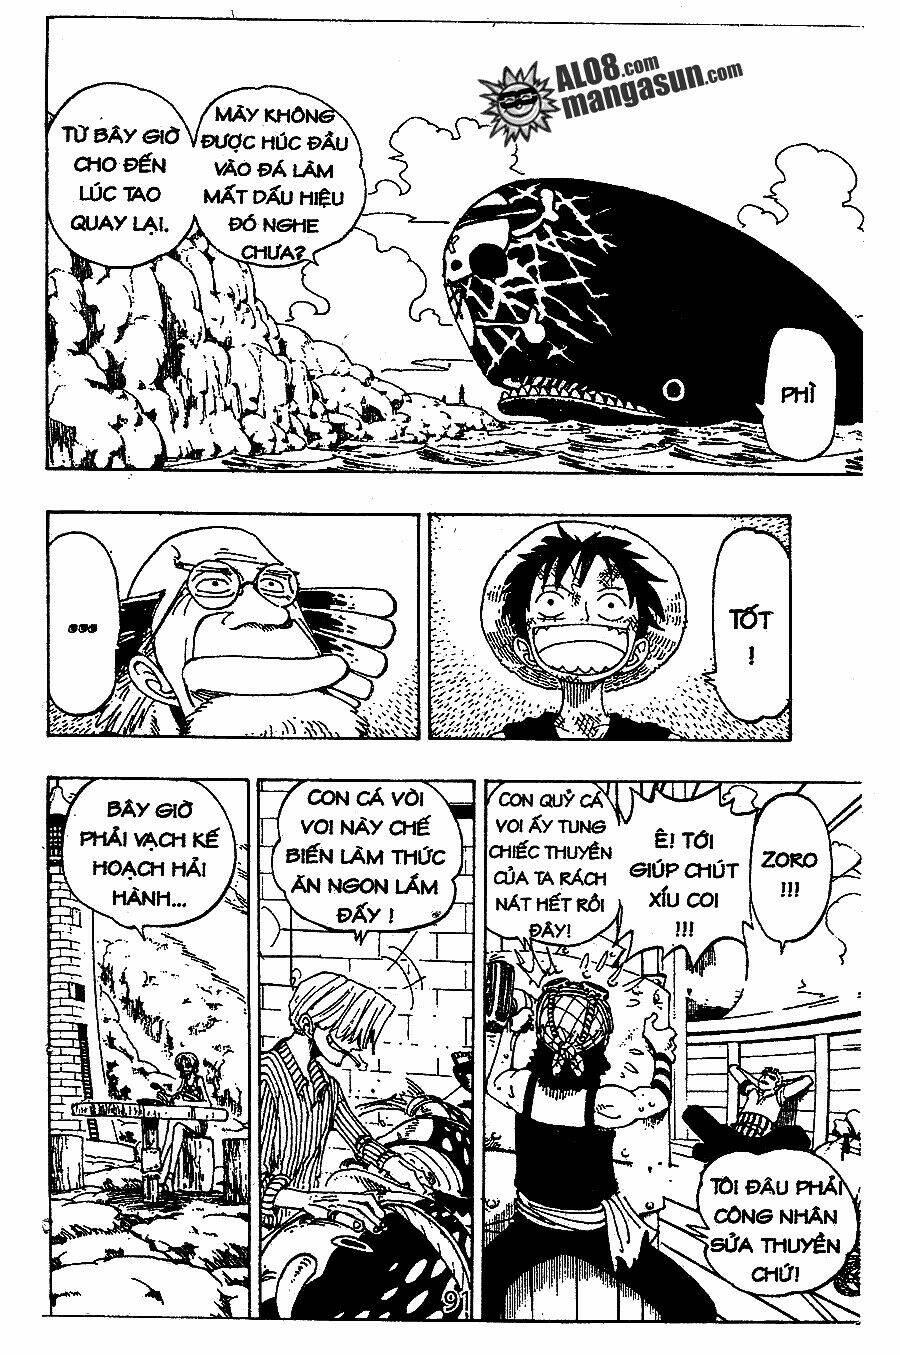 ALO8.com
mangasun.com
MÀY KHÔNG
ĐƯỢC HÚC ĐẦU
VÀO ĐÁ LÀM
MẤT DẤU HIỆU
ĐÓ NGHE
CHƯA?
TỪ BÂY GIỜ
CHO ĐẾN
LÚC TAO
QUAY LẠI.
PHÌ
TỐT
!
...
ZORO
!!!
Ê! TỚI
GIÚP CHÚT
XÍU COI
!!!
CON QUỶ CÁ
VOI ẤY TUNG
CHIẾC THUYỀN
CỦA TA RÁCH
NÁT HẾT RỒI
ĐÂY!
TÔI ĐÂU PHẢI
CÔNG NHÂN
SỬA THUYỀN
CHỨ!
CON CÁ VÒI
VOI NÀY CHẾ
BIẾN LÀM THỨC
ĂN NGON LẮM
ĐẤY !
BÂY GIỜ
PHẢI VẠCH KẾ
HOẠCH HẢI
HÀNH...
91